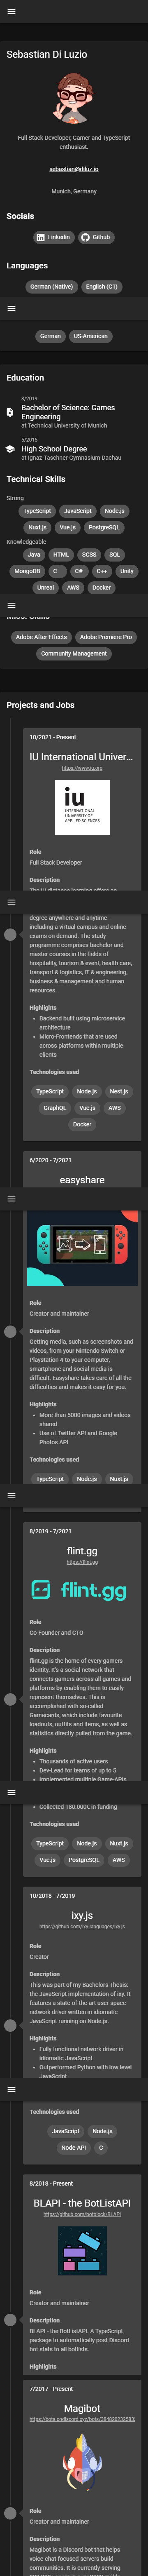 Sebastian Di Luzio
Full Stack Developer, Gamer and TypeScript
enthusiast.
sebastian@diluz.io
Munich, Germany
Socials
Linkedin
Github
Languages
German (Native)
English (C1)
German
US-American
Education
8/2019
Bachelor of Science: Games
Engineering
at Technical University of Munich
5/2015
High School Degree
at Ignaz-Taschner-Gymnasium Dachau
Technical Skills
Strong
TypeScript
JavaScript
Node.js
Nuxt.js
Vue.js
PostgreSQL
Knowledgeable
Java
HTML
SCSS
SQL
MongoDB
C
C#
C++
Unity
Unreal
AWS
Docker
Misc. Skills
Adobe After Effects
Adobe Premiere Pro
Community Management
Projects and Jobs
10/2021 - Present
IU International Univer...
https://www.iu.org
iu
INTERNATIONAL
UNIVERSITY OF
APPLIED SCIENCES
Role
Full Stack Developer
Description
degree anywhere and anytime -
including a virtual campus and online
exams on demand. The study
programme comprises bachelor and
master courses in the fields of
hospitality, tourism & event, health care,
transport & logistics, IT & engineering,
business & management and human
resources.
Highlights
Backend built using microservice
architecture
Micro-Frontends that are used
across platforms within multiple
clients
Technologies used
TypeScript
Node.js
Nest.js
GraphQL
Vue.js
AWS
Docker
6/2020 - 7/2021
easyshare
Role
Creator and maintainer
Description
Getting media, such as screenshots and
videos, from your Nintendo Switch or
Playstation 4 to your computer,
smartphone and social media is
difficult. Easyshare takes care of all the
difficulties and makes it easy for you.
Highlights
More than 5000 images and videos
shared
Use of Twitter API and Google
Photos API
Technologies used
TypeScript
Node.js
Nuxt.js
8/2019 - 7/2021
flint.gg
https://flint.gg
flint.gg
Role
Co-Founder and CTO
Description
flint.gg is the home of every gamers
identity. It's a social network that
connects gamers across all games and
platforms by enabling them to easily
represent themselves. This is
accomplished with so-called
Gamecards, which include favourite
loadouts, outfits and items, as well as
statistics directly pulled from the game.
Highlights
Thousands of active users
Dev-Lead for teams of up to 5
Implemented multiple Game-APIs
Collected 180.000€ in funding
Technologies used
TypeScript
Node.js
Nuxt.js
Vue.js
PostgreSQL
AWS
10/2018 - 7/2019
ixy.js
https://github.com/ixy-languages/ixy.js
Role
Creator
Description
This was part of my Bachelors Thesis:
the JavaScript implementation of ixy. It
features a state-of-the-art user-space
network driver written in idiomatic
JavaScript running on Node.js.
Highlights
Fully functional network driver in
idiomatic JavaScript
Outperformed Python with low level
JavaScript
Technologies used
JavaScript
Node.js
Node-API
C
8/2018 - Present
BLAPI - the BotListAPI
https://github.com/botblock/BLAPI
Role
Creator and maintainer
Description
BLAPI - the BotListAPI. A TypeScript
package to automatically post Discord
bot stats to all botlists.
Highlights
7/2017 - Present
Magibot
Role
Creator and maintainer
Description
Magibot is a Discord bot that helps
voice-chat focused servers build
communities. It is currently serving